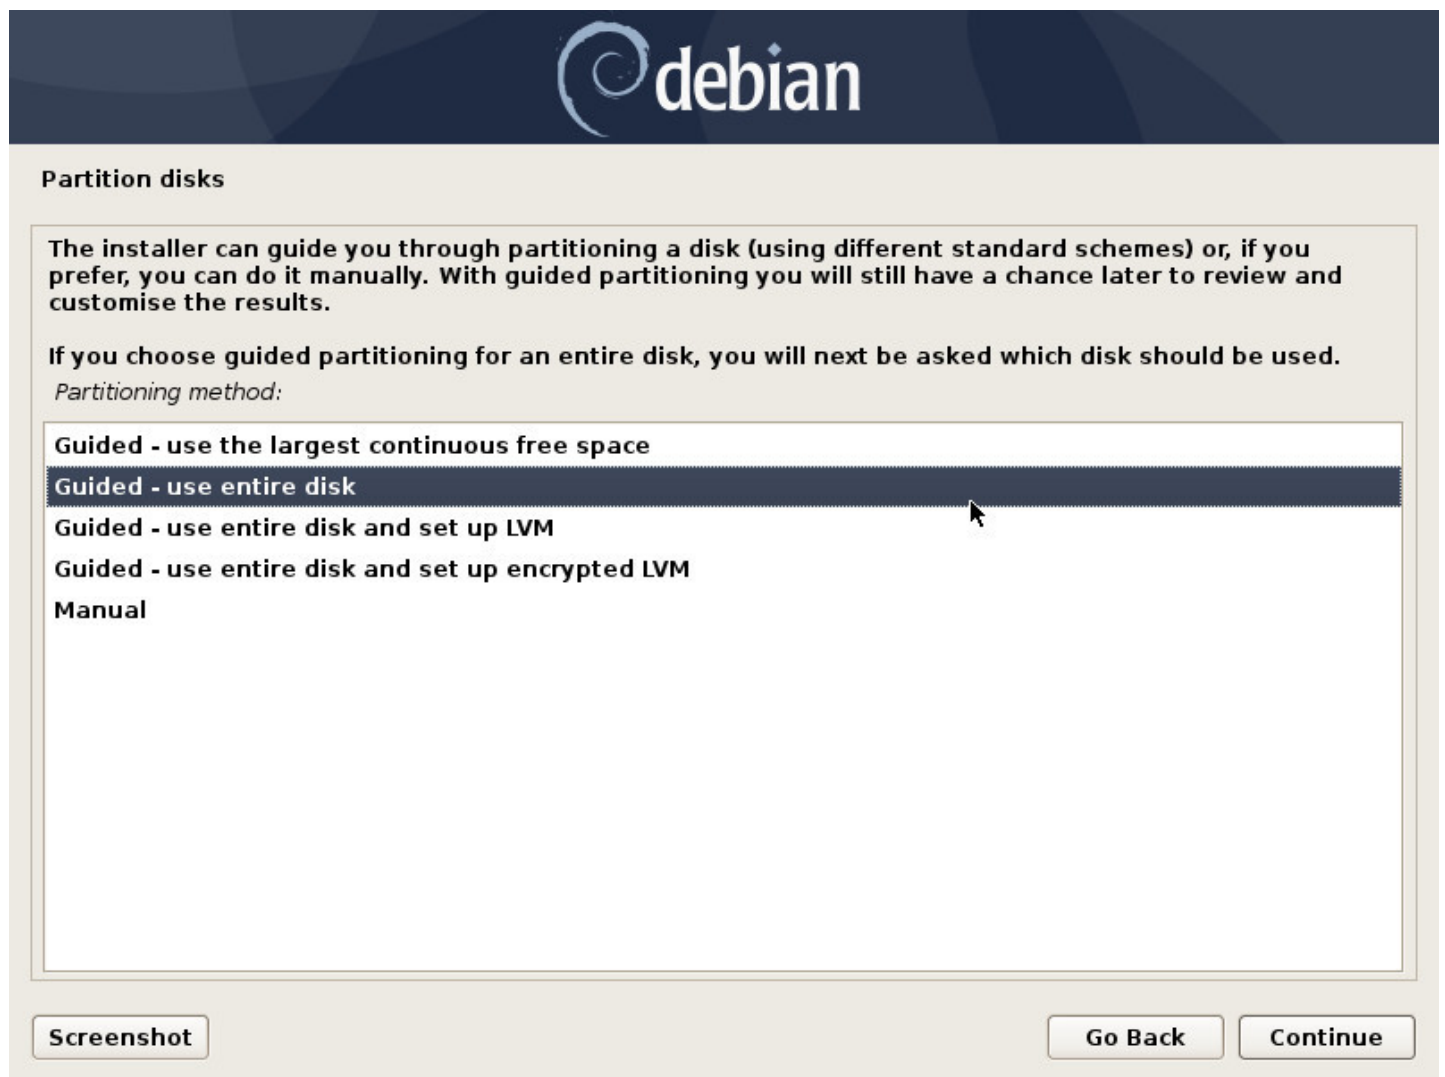 debian
Partition disks
The installer can guide you through partitioning a disk (using different standard schemes) or, if you
prefer, you can do it manually. With guided partitioning you will still have a chance later to review and
customise the results.
If you choose guided partitioning for an entire disk, you will next be asked which disk should be used.
Partitioning method:
Guided - use the largest continuous free space
Guided - use entire disk
Guided - use entire disk and set up LVM
Guided - use entire disk and set up encrypted LVM
Manual
Screenshot
Go Back
Continue